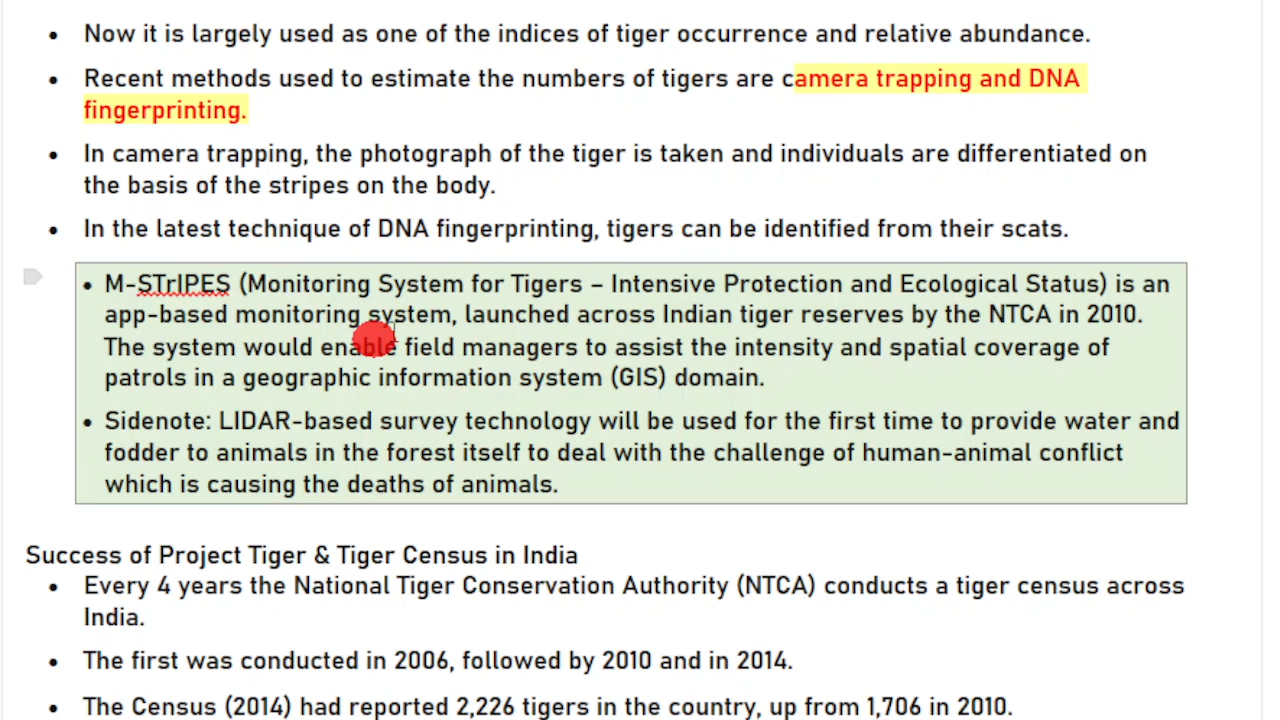 Now it is largely used as one of the indices of tiger occurrence and relative abundance.
Recent methods used to estimate the numbers of tigers are camera trapping and DNA
fingerprinting.
In camera trapping, the photograph of the tiger is taken and individuals are differentiated on
the basis of the stripes on the body.
In the latest technique of DNA fingerprinting, tigers can be identified from their scats.
M-STrIPES (Monitoring System for Tigers – Intensive Protection and Ecological Status) is an
app-based monitoring system, launched across Indian tiger reserves by the NTCA in 2010.
The system would enable field managers to assist the intensity and spatial coverage of
patrols in a geographic information system (GIS) domain.
Sidenote: LIDAR-based survey technology will be used for the first time to provide water and
fodder to animals in the forest itself to deal with the challenge of human-animal conflict
which is causing the deaths of animals.
Success of Project Tiger & Tiger Census in India
Every 4 years the National Tiger Conservation Authority (NTCA) conducts a tiger census across
India.
The first was conducted in 2006, followed by 2010 and in 2014.
The Census (2014) had reported 2,226 tigers in the country, up from 1,706 in 2010.